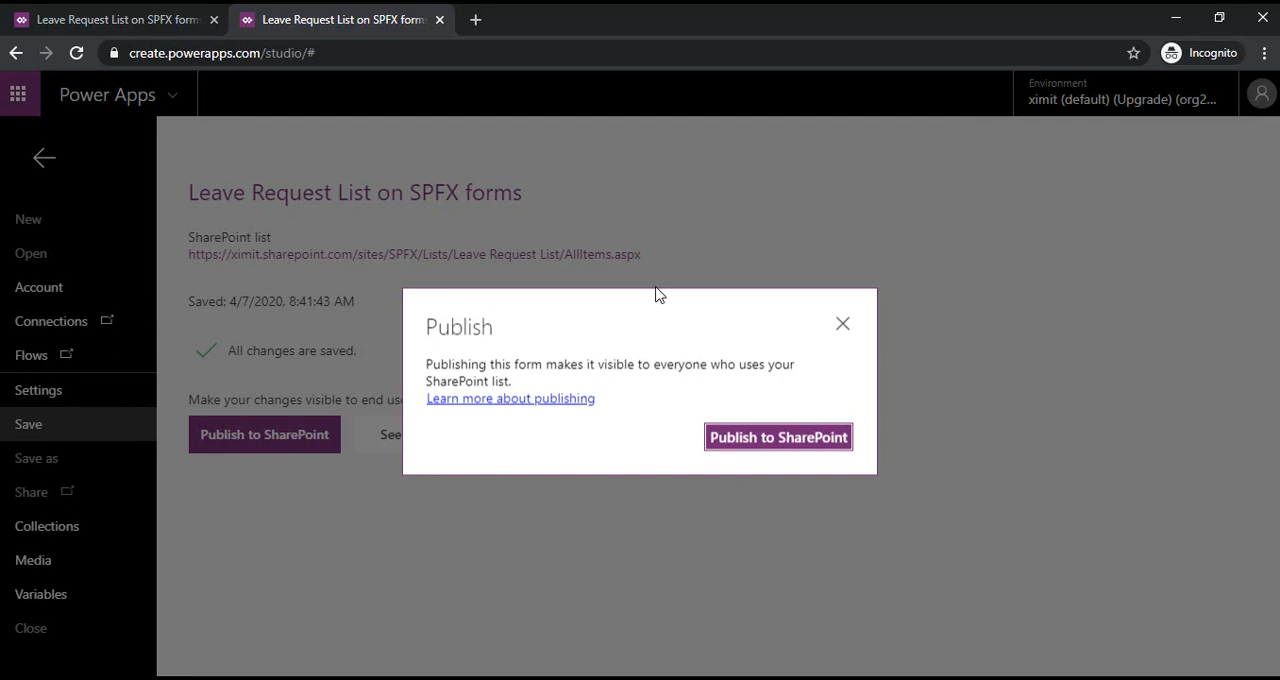 Leave Request List on SPFX form
Leave Request List on SPFX form
create.powerapps.com/studio/#
Incognito
Power Apps
Environment
ximit (default) (Upgrade) (org2...
New
Open
Account
Connections
Flows
Settings
Save
Save as
Share
Collections
Media
Variables
Close
Leave Request List on SPFX forms
SharePoint list
https://ximit.sharepoint.com/sites/SPFX/Lists/Leave Request List/AllItems.aspx
Saved: 4/7/2020, 8:41:43 AM
All changes are saved.
Make your changes visible to end us
Publish to SharePoint
See
Publish
Publishing this form makes it visible to everyone who uses your
SharePoint list.
Learn more about publishing
Publish to SharePoint